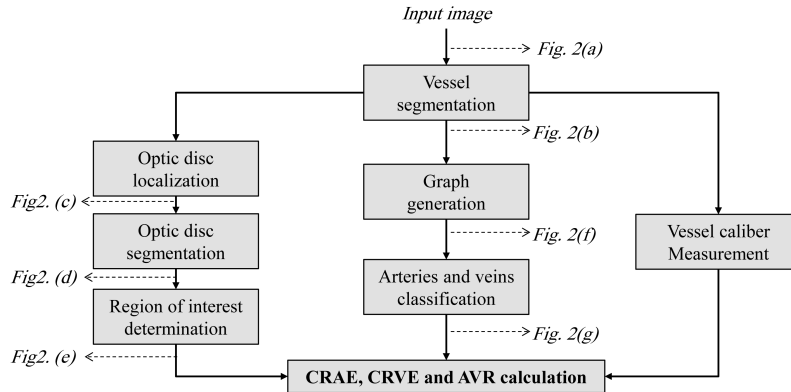 Input image
Fig. 2(a)
Vessel
segmentation
Fig. 2(b)
Optic disc
localization
Graph
generation
Fig2. (c)
Optic disc
segmentation
Fig. 2(f)
Vessel caliber
Measurement
Fig2. (d)
Region of interest
determination
Arteries and veins
classification
Fig. 2(g)
Fig2. (e)
CRAE, CRVE and AVR calculation